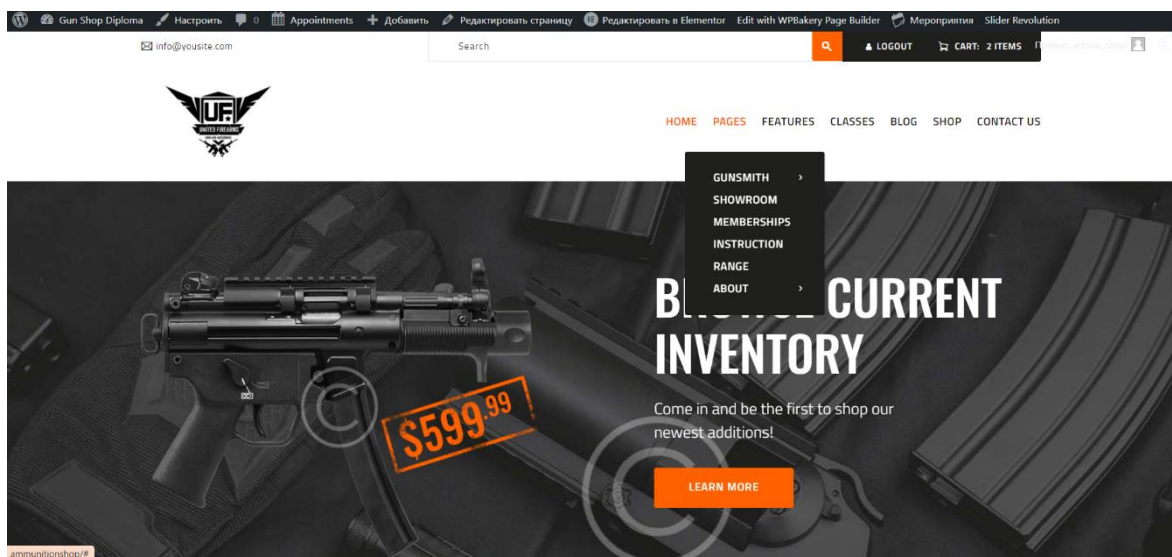 Gun Shop Diploma Настроить 0 Appointments Добавить Редактировать страницу Редактировать в Elementor Edit with WPBakery Page Builder Мероприятия Slider Revolution
info@yousite.com Search LOGOUT CART: 2 ITEMS
UF
UNITED FIREARMS
HOME PAGES FEATURES CLASSES BLOG SHOP CONTACT US
GUNSMITH
SHOWROOM
MEMBERSHIPS
INSTRUCTION
RANGE
ABOUT
CURRENT
INVENTORY
$599.99
Come in and be the first to shop our
newest additions!
LEARN MORE
ammunitionshop/#